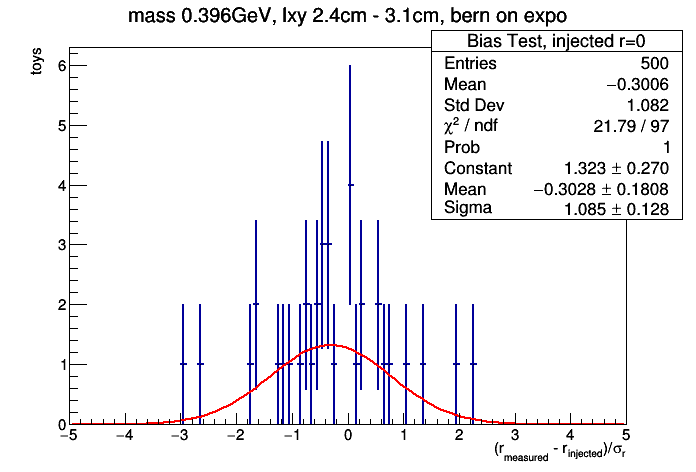 mass 0.396GeV, lxy 2.4cm - 3.1cm, bern on expo
Bias Test, injected r=0
Entries 500
Mean −0.3006
Std Dev 1.082
χ² / ndf 21.79 / 97
Prob 1
Constant 1.323 ± 0.270
Mean −0.3028 ± 0.1808
Sigma 1.085 ± 0.128
toys
6
5
4
3
2
1
0
−5 −4 −3 −2 −1 0 1 2 3 4 5
(r_measured - r_injected)/σ_r